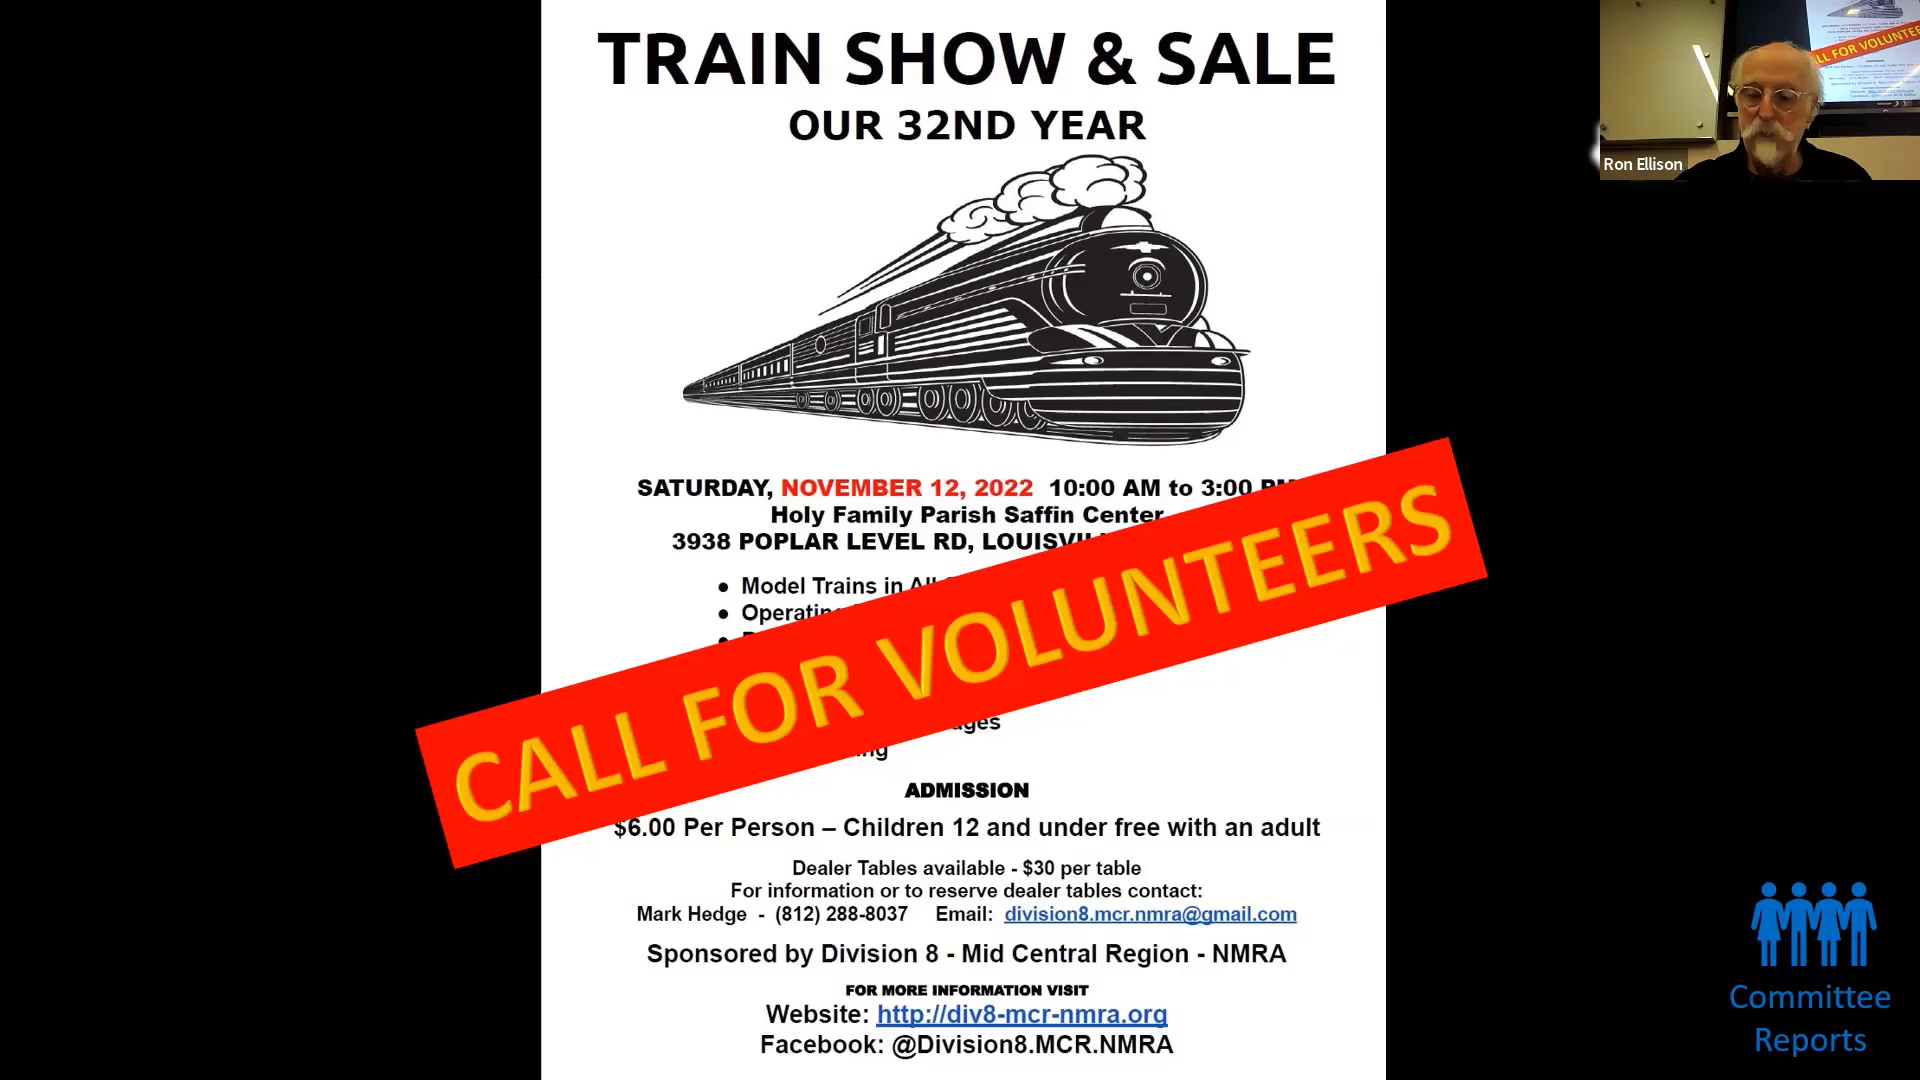 TRAIN SHOW & SALE
OUR 32ND YEAR
SATURDAY, NOVEMBER 12, 2022 10:00 AM to 3:00 PM
Holy Family Parish Saffin Center
3938 POPLAR LEVEL RD,
• Model Trains in All
CALL FOR VOLUNTEERS
ADMISSION
$6.00 Per Person – Children 12 and under free with an adult
Dealer Tables available - $30 per table
For information or to reserve dealer tables contact:
Mark Hedge - (812) 288-8037 Email: division8.mcr.nmra@gmail.com
Sponsored by Division 8 - Mid Central Region - NMRA
FOR MORE INFORMATION VISIT
Website: http://div8-mcr-nmra.org
Facebook: @Division8.MCR.NMRA
Ron Ellison
CALL FOR VOLUNTEE
Committee
Reports